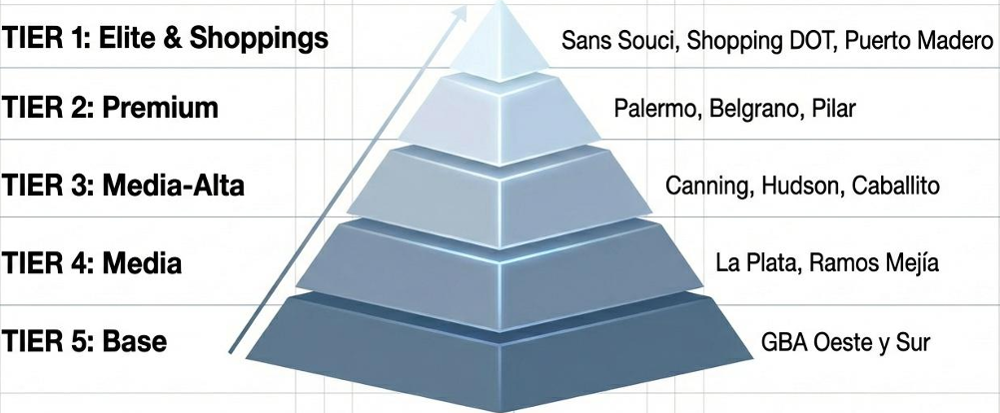 TIER 1: Elite & Shoppings
Sans Souci, Shopping DOT, Puerto Madero
TIER 2: Premium
Palermo, Belgrano, Pilar
TIER 3: Media-Alta
Canning, Hudson, Caballito
TIER 4: Media
La Plata, Ramos Mejía
TIER 5: Base
GBA Oeste y Sur